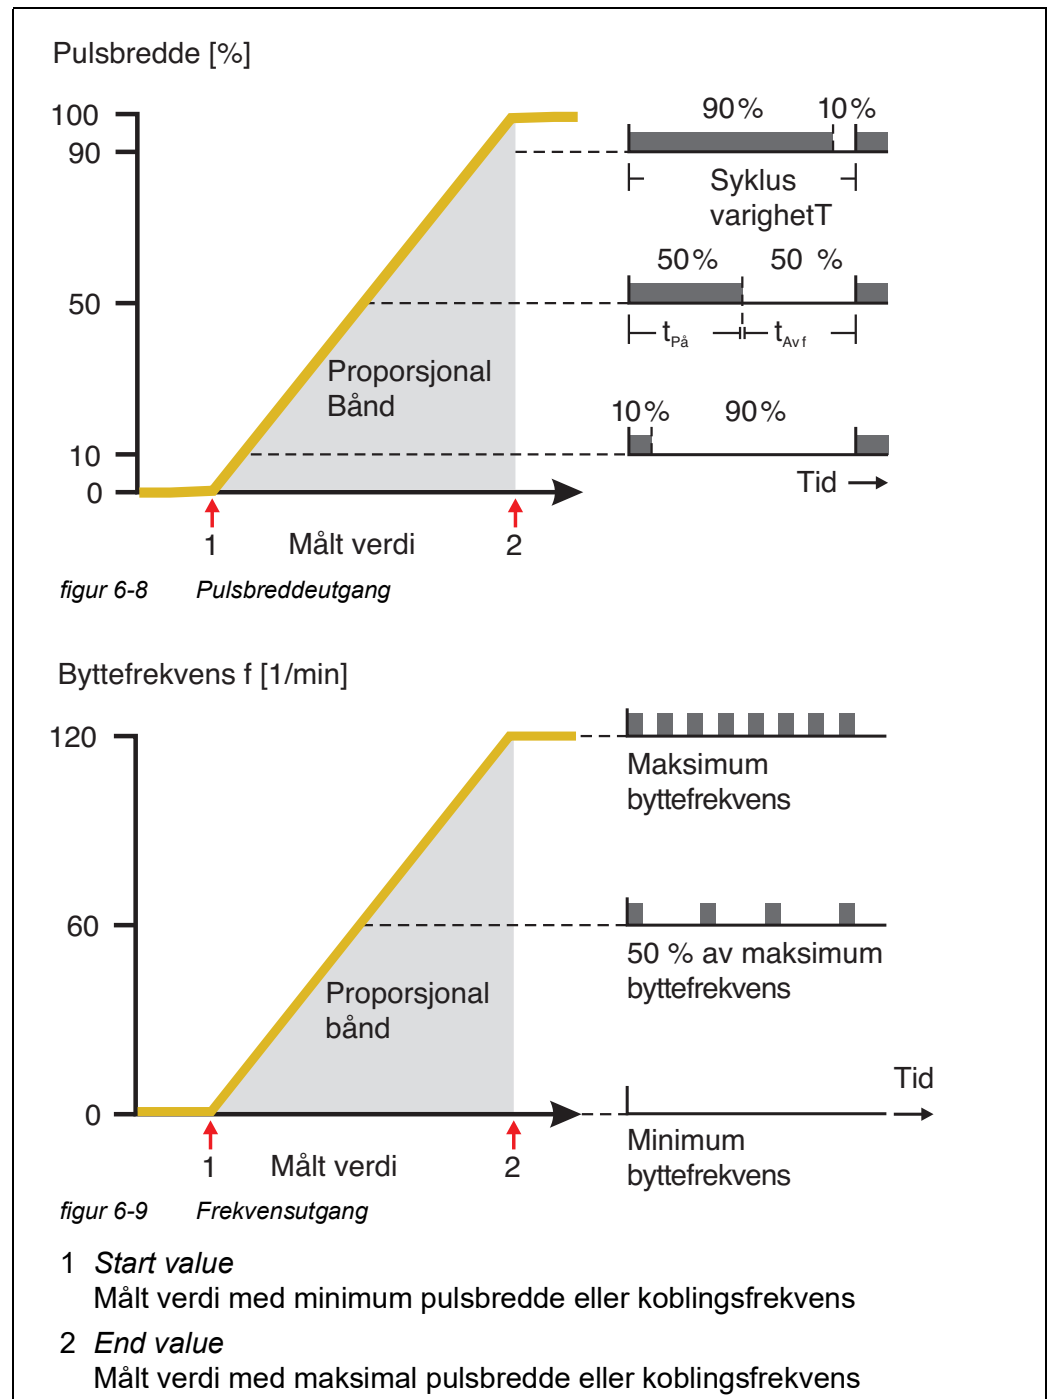 Pulsbredde [%]
100
90
50
10
0
90% 10%
Syklus
varighetT
50% 50 %
tPå tAvf
10% 90%
Tid
Proporsjonal
Bånd
1 Målt verdi 2
figur 6-8 Pulsbreddeutgang
Byttefrekvens f [1/min]
120
60
0
Maksimum
byttefrekvens
50 % av maksimum
byttefrekvens
Proporsjonal
bånd
Tid
Minimum
byttefrekvens
1 Målt verdi 2
figur 6-9 Frekvensutgang
1 Start value
Målt verdi med minimum pulsbredde eller koblingsfrekvens
2 End value
Målt verdi med maksimal pulsbredde eller koblingsfrekvens